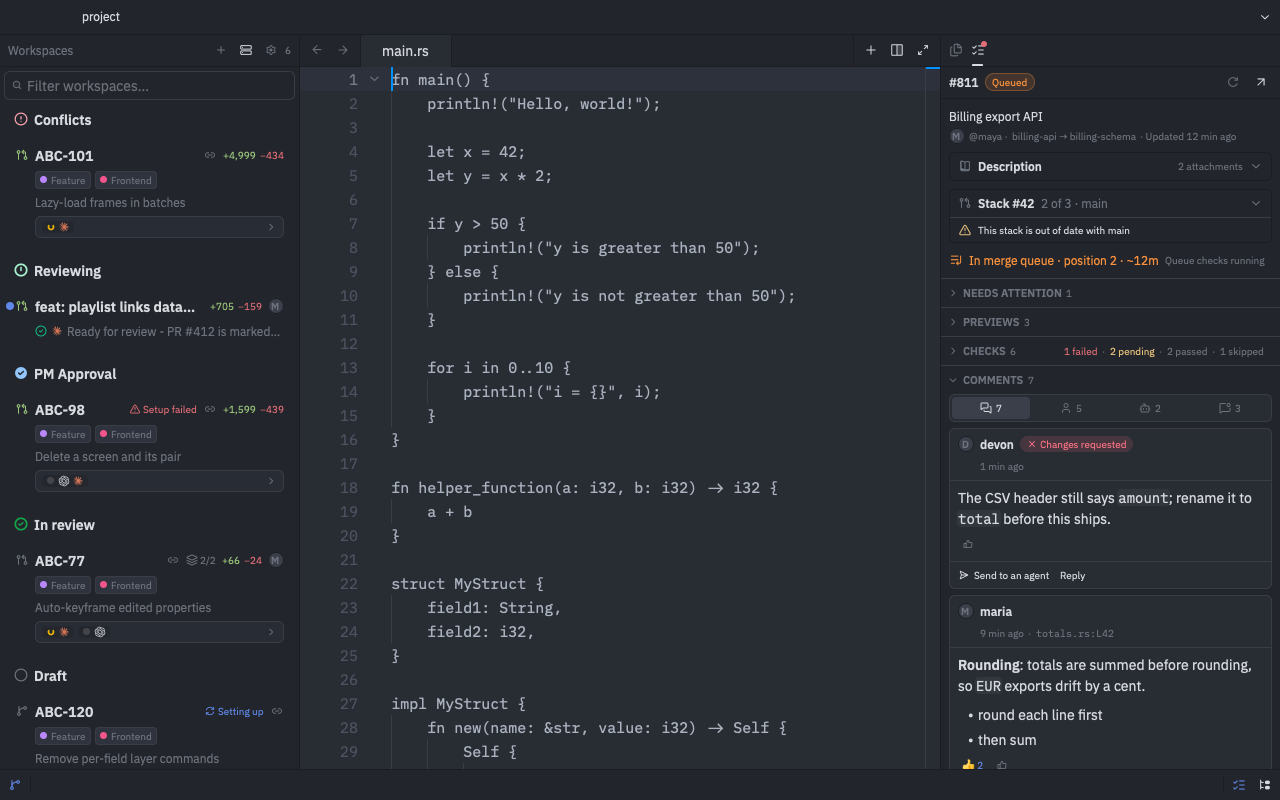 project
Workspaces
6
Filter workspaces...
Conflicts
ABC-101 +4,999 −434
Feature Frontend
Lazy-load frames in batches
Reviewing
feat: playlist links data... +705 −159 M
Ready for review - PR #412 is marked...
PM Approval
ABC-98 Setup failed +1,599 −439
Feature Frontend
Delete a screen and its pair
In review
ABC-77 2/2 +66 −24 M
Feature Frontend
Auto-keyframe edited properties
Draft
ABC-120 Setting up
Feature Frontend
Remove per-field layer commands
main.rs
1 fn main() {
2 println!("Hello, world!");
3
4 let x = 42;
5 let y = x * 2;
6
7 if y > 50 {
8 println!("y is greater than 50");
9 } else {
10 println!("y is not greater than 50");
11 }
12
13 for i in 0..10 {
14 println!("i = {}", i);
15 }
16 }
17
18 fn helper_function(a: i32, b: i32) -> i32 {
19 a + b
20 }
21
22 struct MyStruct {
23 field1: String,
24 field2: i32,
25 }
26
27 impl MyStruct {
28 fn new(name: &str, value: i32) -> Self {
29 Self {
#811 Queued
Billing export API
M @maya · billing-api → billing-schema · Updated 12 min ago
Description 2 attachments
Stack #42 2 of 3 · main
This stack is out of date with main
In merge queue · position 2 · ~12m Queue checks running
NEEDS ATTENTION 1
PREVIEWS 3
CHECKS 6 1 failed · 2 pending · 2 passed · 1 skipped
COMMENTS 7
7 5 2 3
D devon Changes requested
1 min ago
The CSV header still says amount; rename it to
total before this ships.
Send to an agent Reply
M maria
9 min ago · totals.rs:L42
Rounding: totals are summed before rounding,
so EUR exports drift by a cent.
• round each line first
• then sum
👍 2